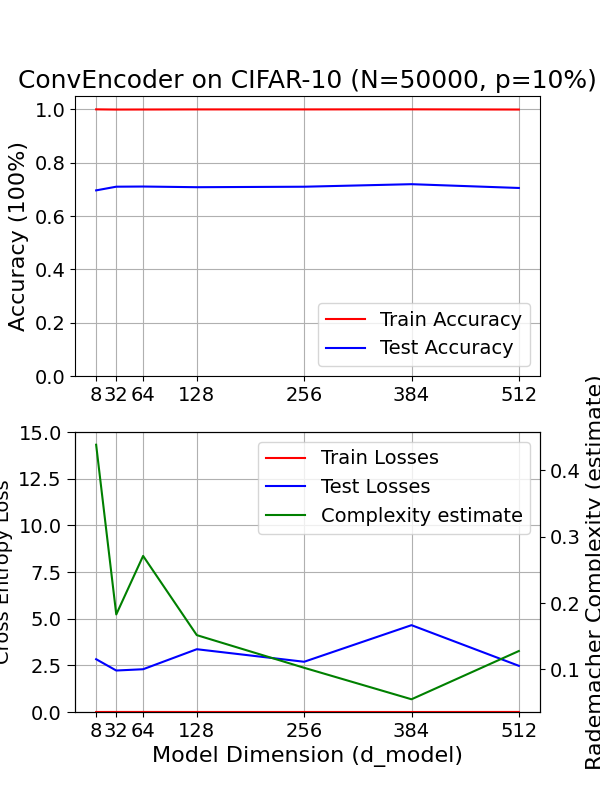 ConvEncoder on CIFAR-10 (N=50000, p=10%)
Accuracy (100%)
1.0
0.8
0.6
0.4
0.2
0.0
Train Accuracy
Test Accuracy
8 32 64 128 256 384 512
Cross Entropy Loss
15.0
12.5
10.0
7.5
5.0
2.5
0.0
Train Losses
Test Losses
Complexity estimate
0.4
0.3
0.2
0.1
Rademacher Complexity (estimate)
8 32 64 128 256 384 512
Model Dimension (d_model)